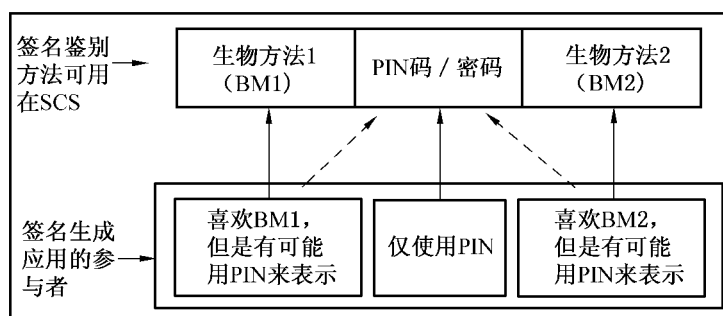 签名鉴别
方法可用
在SCS
生物方法1
（BM1）
PIN码 / 密码
生物方法2
（BM2）
签名生成
应用的参
与者
喜欢BM1，
但是有可能
用PIN来表示
仅使用PIN
喜欢BM2，
但是有可能
用PIN来表示